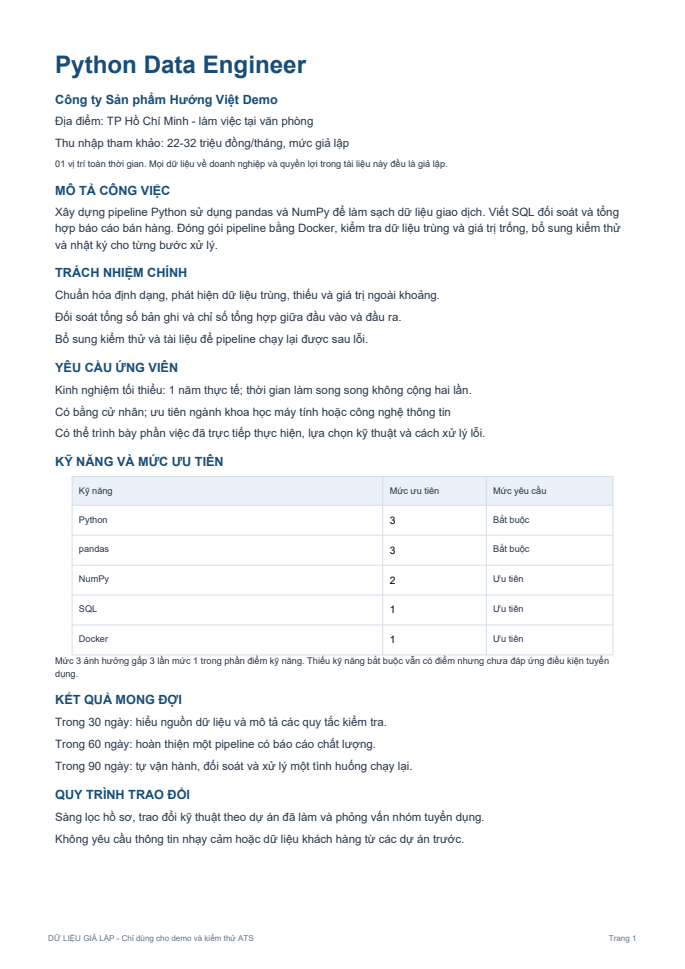 Python Data Engineer
Công ty Sản phẩm Hướng Việt Demo
Địa điểm: TP Hồ Chí Minh - làm việc tại văn phòng
Thu nhập tham khảo: 22-32 triệu đồng/tháng, mức giả lập
01 vị trí toàn thời gian. Mọi dữ liệu về doanh nghiệp và quyền lợi trong tài liệu này đều là giả lập.
MÔ TẢ CÔNG VIỆC
Xây dựng pipeline Python sử dụng pandas và NumPy để làm sạch dữ liệu giao dịch. Viết SQL đối soát và tổng
hợp báo cáo bán hàng. Đóng gói pipeline bằng Docker, kiểm tra dữ liệu trùng và giá trị trống, bổ sung kiểm thử
và nhật ký cho từng bước xử lý.
TRÁCH NHIỆM CHÍNH
Chuẩn hóa định dạng, phát hiện dữ liệu trùng, thiếu và giá trị ngoài khoảng.
Đối soát tổng số bản ghi và chỉ số tổng hợp giữa đầu vào và đầu ra.
Bổ sung kiểm thử và tài liệu để pipeline chạy lại được sau lỗi.
YÊU CẦU ỨNG VIÊN
Kinh nghiệm tối thiểu: 1 năm thực tế; thời gian làm song song không cộng hai lần.
Có bằng cử nhân; ưu tiên ngành khoa học máy tính hoặc công nghệ thông tin
Có thể trình bày phần việc đã trực tiếp thực hiện, lựa chọn kỹ thuật và cách xử lý lỗi.
KỸ NĂNG VÀ MỨC ƯU TIÊN
Kỹ năng Mức ưu tiên Mức yêu cầu
Python 3 Bắt buộc
pandas 3 Bắt buộc
NumPy 2 Ưu tiên
SQL 1 Ưu tiên
Docker 1 Ưu tiên
Mức 3 ảnh hưởng gấp 3 lần mức 1 trong phần điểm kỹ năng. Thiếu kỹ năng bắt buộc vẫn có điểm nhưng chưa đáp ứng điều kiện tuyển
dụng.
KẾT QUẢ MONG ĐỢI
Trong 30 ngày: hiểu nguồn dữ liệu và mô tả các quy tắc kiểm tra.
Trong 60 ngày: hoàn thiện một pipeline có báo cáo chất lượng.
Trong 90 ngày: tự vận hành, đối soát và xử lý một tình huống chạy lại.
QUY TRÌNH TRAO ĐỔI
Sàng lọc hồ sơ, trao đổi kỹ thuật theo dự án đã làm và phỏng vấn nhóm tuyển dụng.
Không yêu cầu thông tin nhạy cảm hoặc dữ liệu khách hàng từ các dự án trước.
DỮ LIỆU GIẢ LẬP - Chỉ dùng cho demo và kiểm thử ATS Trang 1